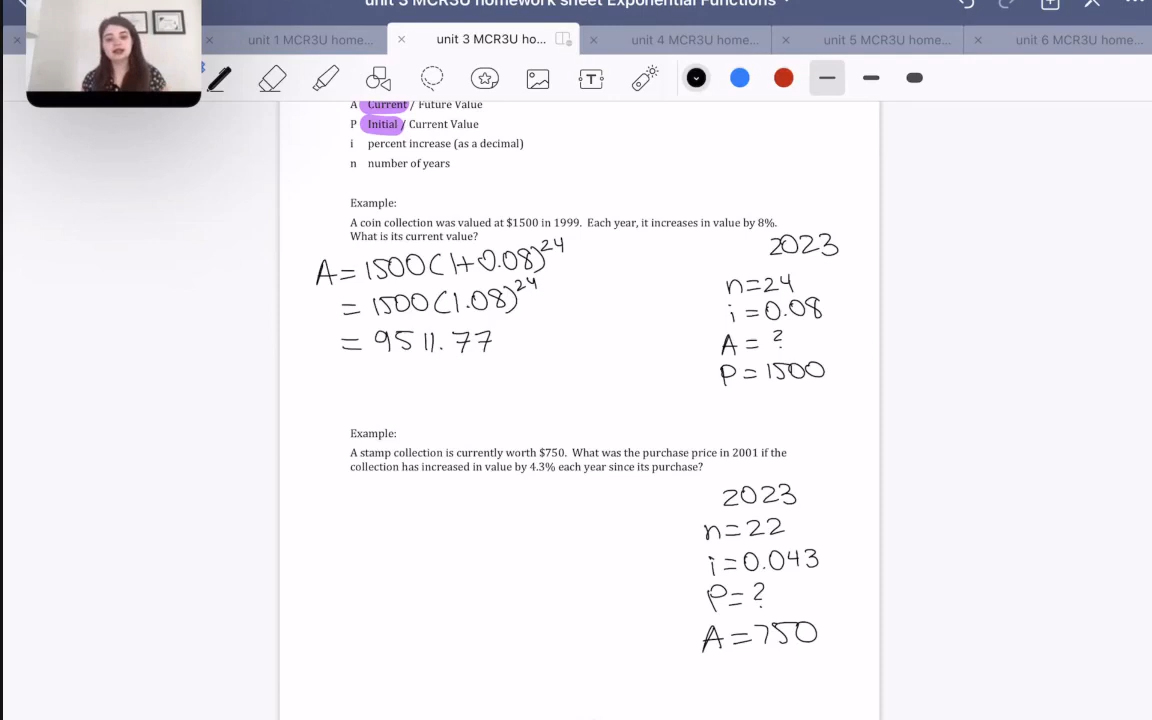 unit 3 MCR3U homework sheet Exponential Functions
unit 1 MCR3U home...
unit 3 MCR3U ho...
unit 4 MCR3U home...
unit 5 MCR3U home...
unit 6 MCR3U home...
A Current / Future Value
P Initial / Current Value
i percent increase (as a decimal)
n number of years
Example:
A coin collection was valued at $1500 in 1999. Each year, it increases in value by 8%.
What is its current value?
A = 1500(1+0.08)^24
= 1500(1.08)^24
= 9511.77
2023
n=24
i = 0.08
A = ?
P = 1500
Example:
A stamp collection is currently worth $750. What was the purchase price in 2001 if the
collection has increased in value by 4.3% each year since its purchase?
2023
n=22
i = 0.043
P = ?
A = 750